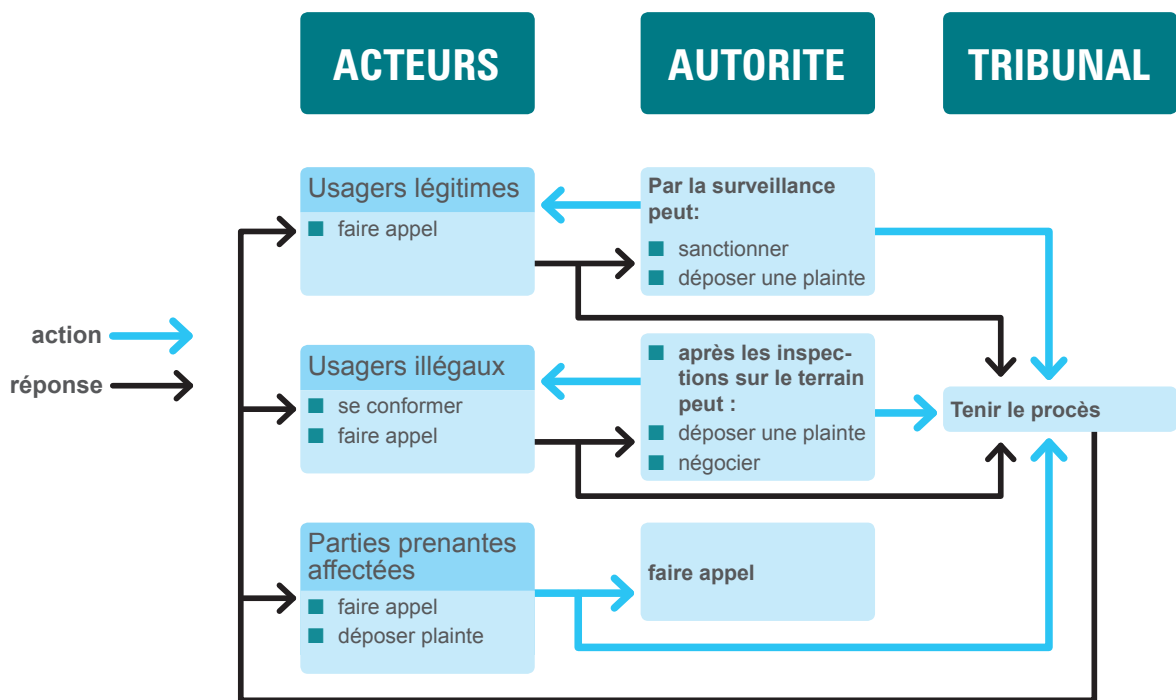 ACTEURS
AUTORITE
TRIBUNAL
Usagers légitimes
faire appel
Par la surveillance
peut:
sanctionner
déposer une plainte
action
réponse
Usagers illégaux
se conformer
faire appel
après les inspec-
tions sur le terrain
peut :
déposer une plainte
négocier
Tenir le procès
Parties prenantes
affectées
faire appel
déposer plainte
faire appel